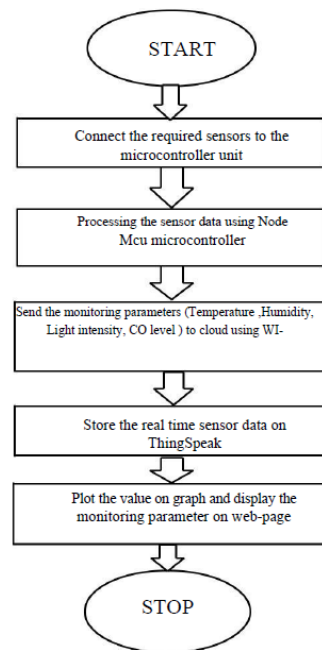 START
Connect the required sensors to the
microcontroller unit
Processing the sensor data using Node
Mcu microcontroller
Send the monitoring parameters (Temperature ,Humidity,
Light intensity, CO level ) to cloud using WI-
Store the real time sensor data on
ThingSpeak
Plot the value on graph and display the
monitoring parameter on web-page
STOP